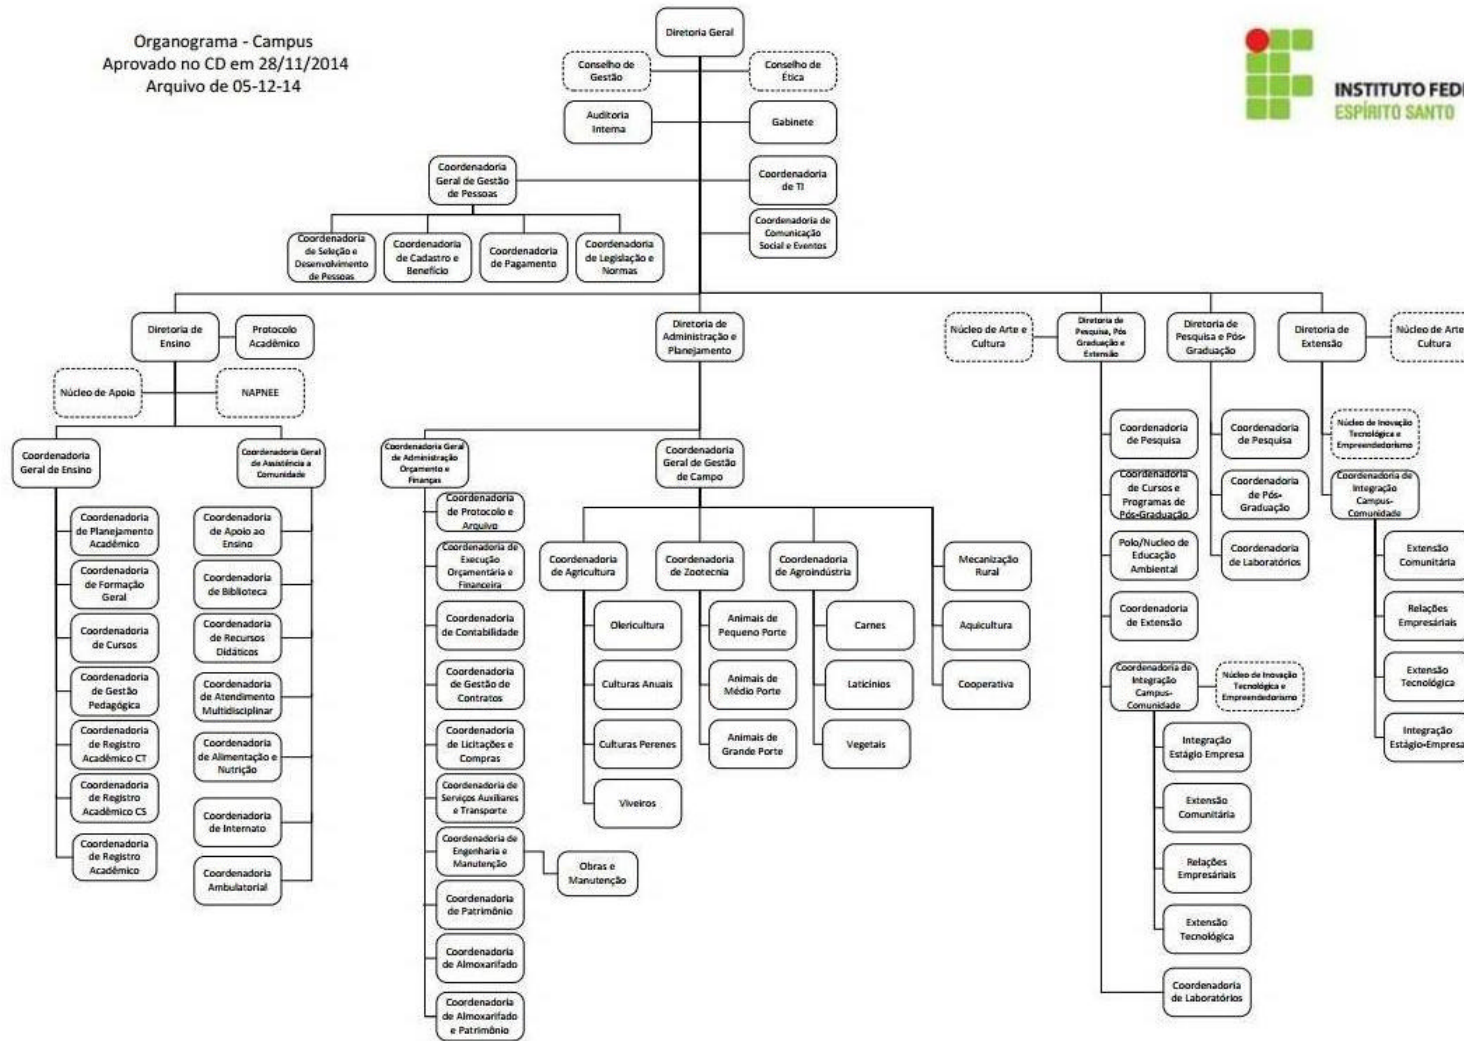 Organograma - Campus
Aprovado no CD em 28/11/2014
Arquivo de 05-12-14
INSTITUTO FED
ESPÍRITO SANTO
Diretoria Geral
Conselho de
Gestão
Conselho de
Ética
Auditoria
Interna
Gabinete
Coordenadoria
Geral de Gestão
de Pessoas
Coordenadoria
de TI
Coordenadoria de
Comunicação
Social e Eventos
Coordenadoria
de Seleção e
Desenvolvimento
de Pessoas
Coordenadoria
de Cadastro e
Benefício
Coordenadoria
de Pagamento
Coordenadoria
de Legislação e
Normas
Diretoria de
Ensino
Protocolo
Acadêmico
Diretoria de
Administração e
Planejamento
Núcleo de Arte e
Cultura
Diretoria de
Pesquisa, Pós
Graduação e
Extensão
Diretoria de
Pesquisa e Pós-
Graduação
Diretoria de
Extensão
Núcleo de Arte
Cultura
Núcleo de Apoio
NAPNEE
Coordenadoria
Geral de Ensino
Coordenadoria Geral
de Assistência a
Comunidade
Coordenadoria Geral
de Administração
Orçamento e
Finanças
Coordenadoria
Geral de Gestão
de Campo
Coordenadoria
de Planejamento
Acadêmico
Coordenadoria
de Formação
Geral
Coordenadoria
de Cursos
Coordenadoria
de Gestão
Pedagógica
Coordenadoria
de Registro
Acadêmico CT
Coordenadoria
de Registro
Acadêmico CS
Coordenadoria
de Registro
Acadêmico
Coordenadoria
de Apoio ao
Ensino
Coordenadoria
de Biblioteca
Coordenadoria
de Recursos
Didáticos
Coordenadoria
de Atendimento
Multidisciplinar
Coordenadoria
de Alimentação e
Nutrição
Coordenadoria
de Internato
Coordenadoria
Ambulatorial
Coordenadoria
de Protocolo e
Arquivo
Coordenadoria de
Execução
Orçamentária e
Financeira
Coordenadoria
de Contabilidade
Coordenadoria
de Gestão de
Contratos
Coordenadoria
de Licitações e
Compras
Coordenadoria de
Serviços Auxiliares
e Transporte
Coordenadoria de
Engenharia e
Manutenção
Obras e
Manutenção
Coordenadoria
de Patrimônio
Coordenadoria
de Almoxarifado
Coordenadoria
de Almoxarifado
e Patrimônio
Coordenadoria
de Agricultura
Olericultura
Culturas Anuais
Culturas Perenes
Viveiros
Coordenadoria
de Zootecnia
Animais de
Pequeno Porte
Animais de
Médio Porte
Animais de
Grande Porte
Coordenadoria
de Agroindústria
Carnes
Laticínios
Vegetais
Mecanização
Rural
Aquicultura
Cooperativa
Coordenadoria
de Pesquisa
Coordenadoria
de Cursos e
Programas de
Pós-Graduação
Polo/Nucleo de
Educação
Ambiental
Coordenadoria
de Extensão
Coordenadoria de
Integração
Campus-
Comunidade
Núcleo de Inovação
Tecnológica e
Empreendedorismo
Integração
Estágio Empresa
Extensão
Comunitária
Relações
Empresáriais
Extensão
Tecnológica
Coordenadoria
de Laboratórios
Coordenadoria
de Pesquisa
Coordenadoria
de Pós-
Graduação
Coordenadoria
de Laboratórios
Núcleo de Inovação
Tecnológica e
Empreendedorismo
Coordenadoria de
Integração
Campus-
Comunidade
Extensão
Comunitária
Relações
Empresáriais
Extensão
Tecnológica
Integração
Estágio-Empresa